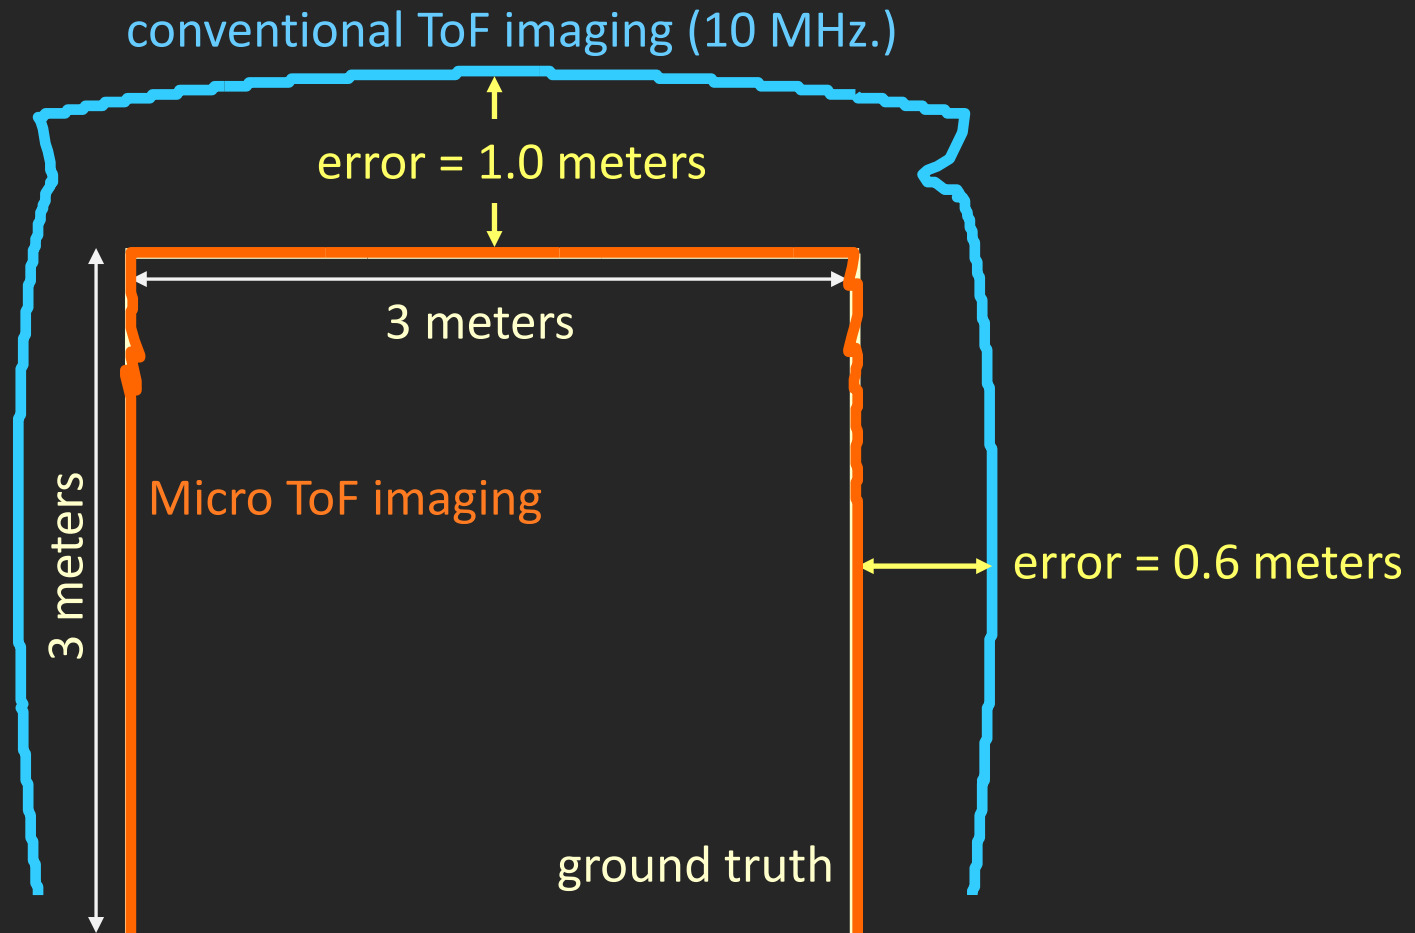 conventional ToF imaging (10 MHz.)
error = 1.0 meters
3 meters
3 meters
Micro ToF imaging
error = 0.6 meters
ground truth